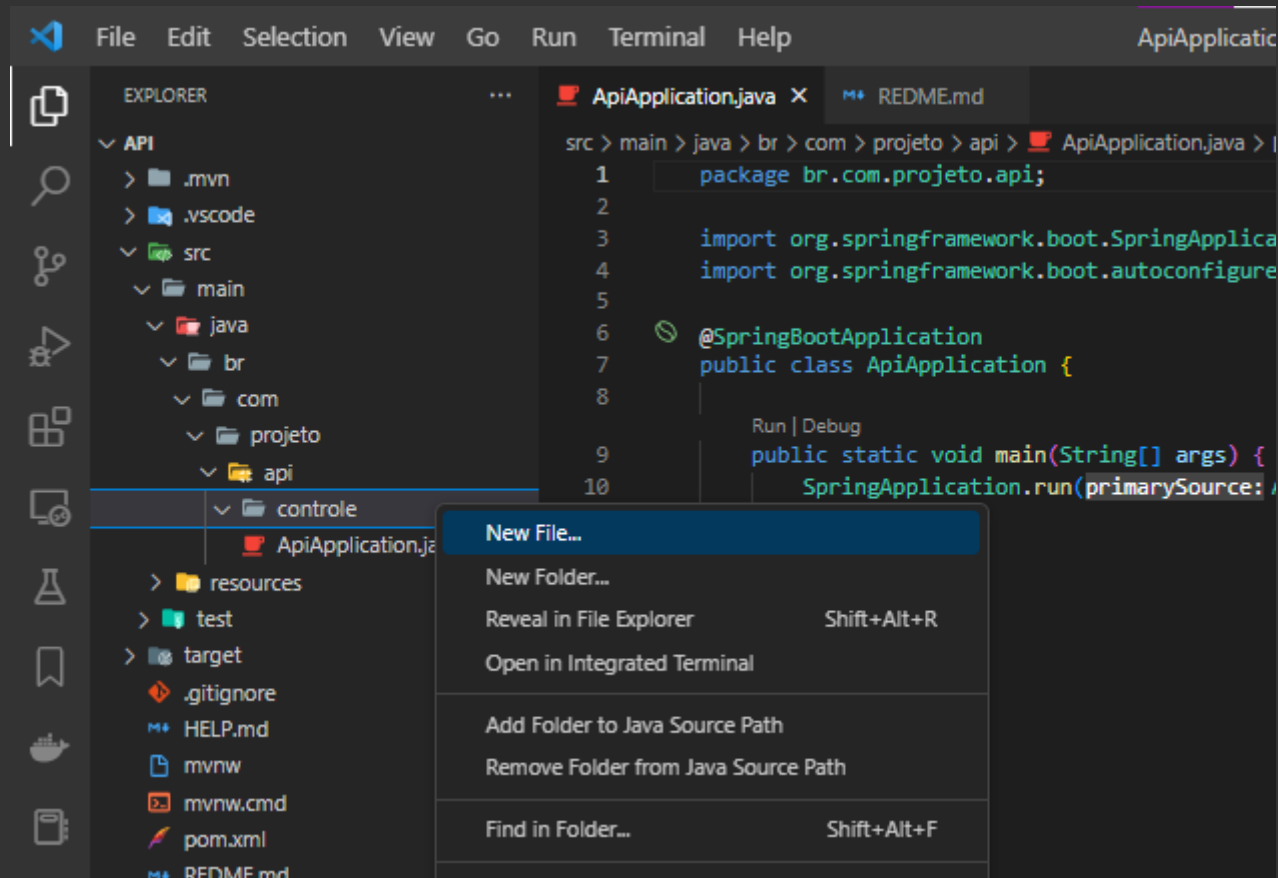 File Edit Selection View Go Run Terminal Help ApiApplicatic
EXPLORER ...
API
.mvn
.vscode
src
main
java
br
com
projeto
api
controle
ApiApplication.ja
resources
test
target
.gitignore
HELP.md
mvnw
mvnw.cmd
pom.xml
REDME.md
ApiApplication.java REDME.md
src > main > java > br > com > projeto > api > ApiApplication.java >
1 package br.com.projeto.api;
2
3 import org.springframework.boot.SpringApplica
4 import org.springframework.boot.autoconfigure
5
6 @SpringBootApplication
7 public class ApiApplication {
8
Run | Debug
9 public static void main(String[] args) {
10 SpringApplication.run(primarySource:
New File...
New Folder...
Reveal in File Explorer Shift+Alt+R
Open in Integrated Terminal
Add Folder to Java Source Path
Remove Folder from Java Source Path
Find in Folder... Shift+Alt+F